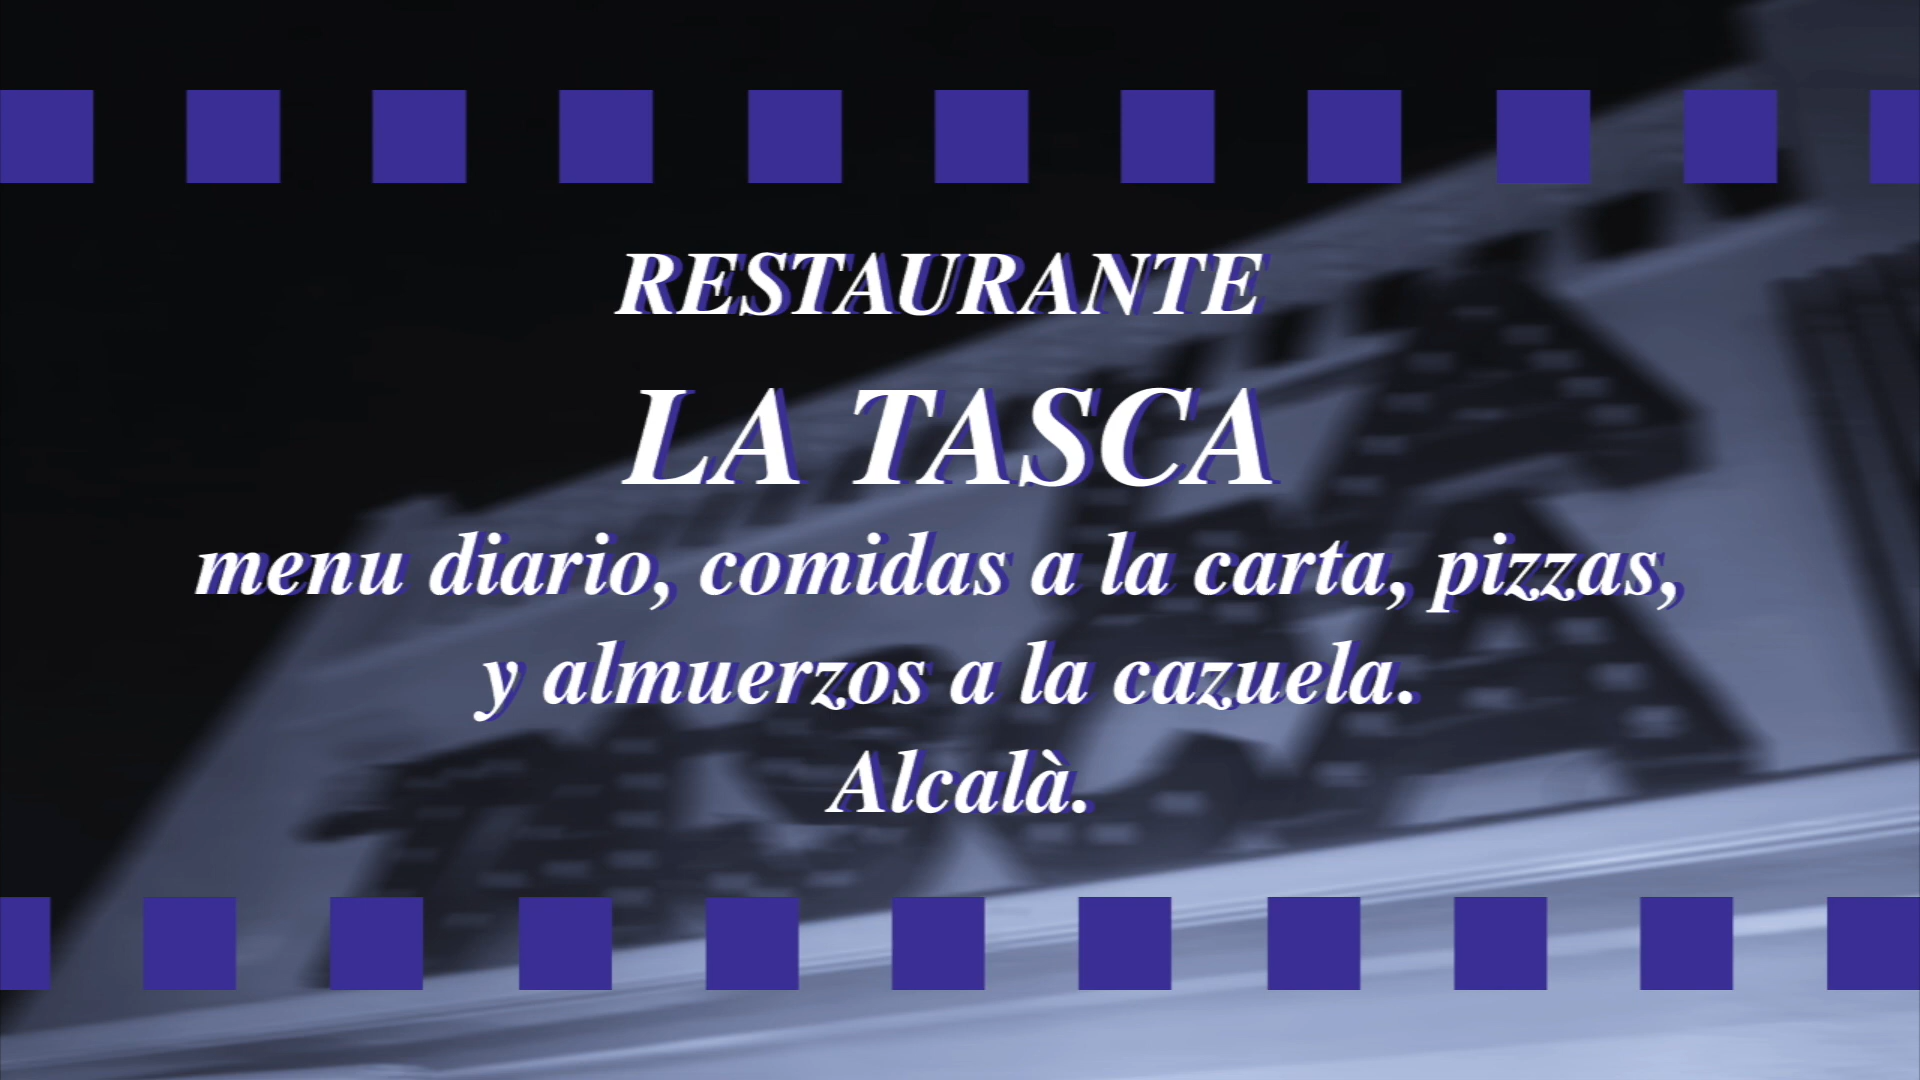 RESTAURANTE
LA TASCA
menu diario, comidas a la carta, pizzas,
y almuerzos a la cazuela.
Alcalà.